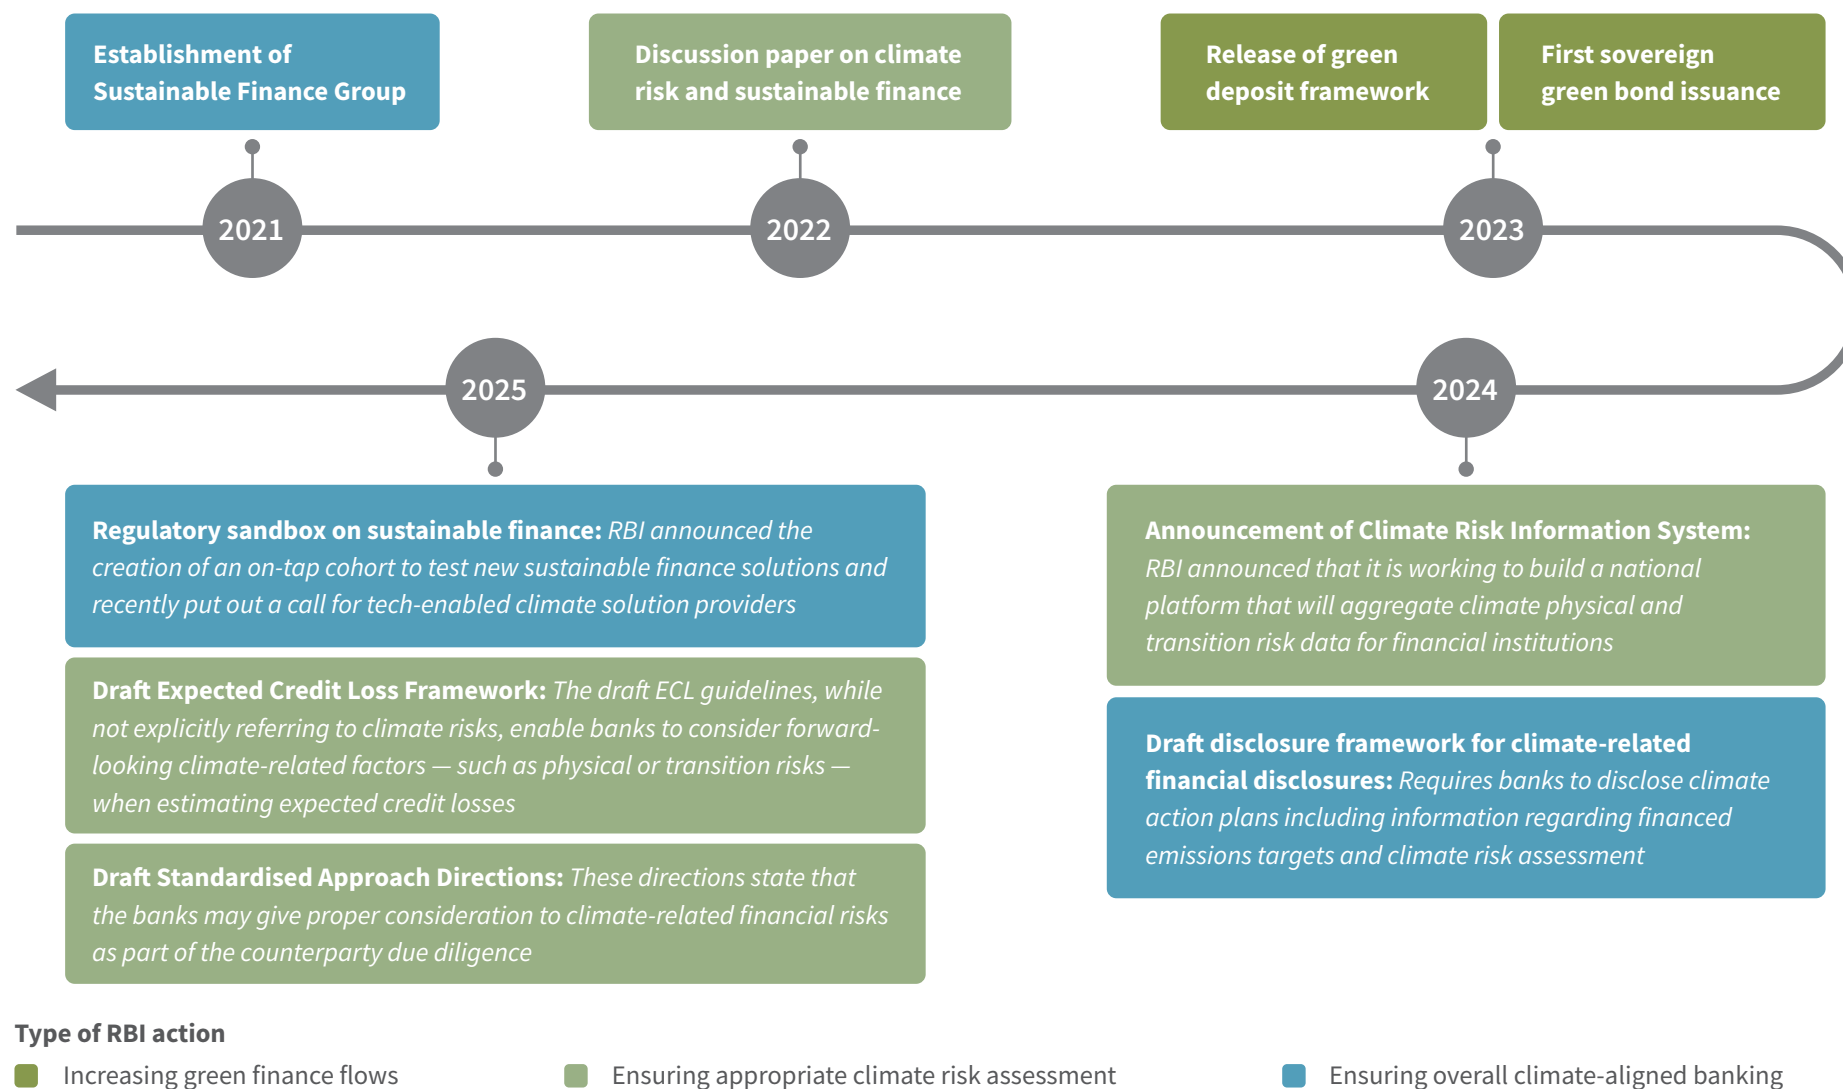 Establishment of
Sustainable Finance Group
Discussion paper on climate
risk and sustainable finance
Release of green
deposit framework
First sovereign
green bond issuance
2021
2022
2023
2025
2024
Regulatory sandbox on sustainable finance: RBI announced the
creation of an on-tap cohort to test new sustainable finance solutions and
recently put out a call for tech-enabled climate solution providers
Draft Expected Credit Loss Framework: The draft ECL guidelines, while
not explicitly referring to climate risks, enable banks to consider forward-
looking climate-related factors — such as physical or transition risks —
when estimating expected credit losses
Draft Standardised Approach Directions: These directions state that
the banks may give proper consideration to climate-related financial risks
as part of the counterparty due diligence
Announcement of Climate Risk Information System:
RBI announced that it is working to build a national
platform that will aggregate climate physical and
transition risk data for financial institutions
Draft disclosure framework for climate-related
financial disclosures: Requires banks to disclose climate
action plans including information regarding financed
emissions targets and climate risk assessment
Type of RBI action
Increasing green finance flows
Ensuring appropriate climate risk assessment
Ensuring overall climate-aligned banking